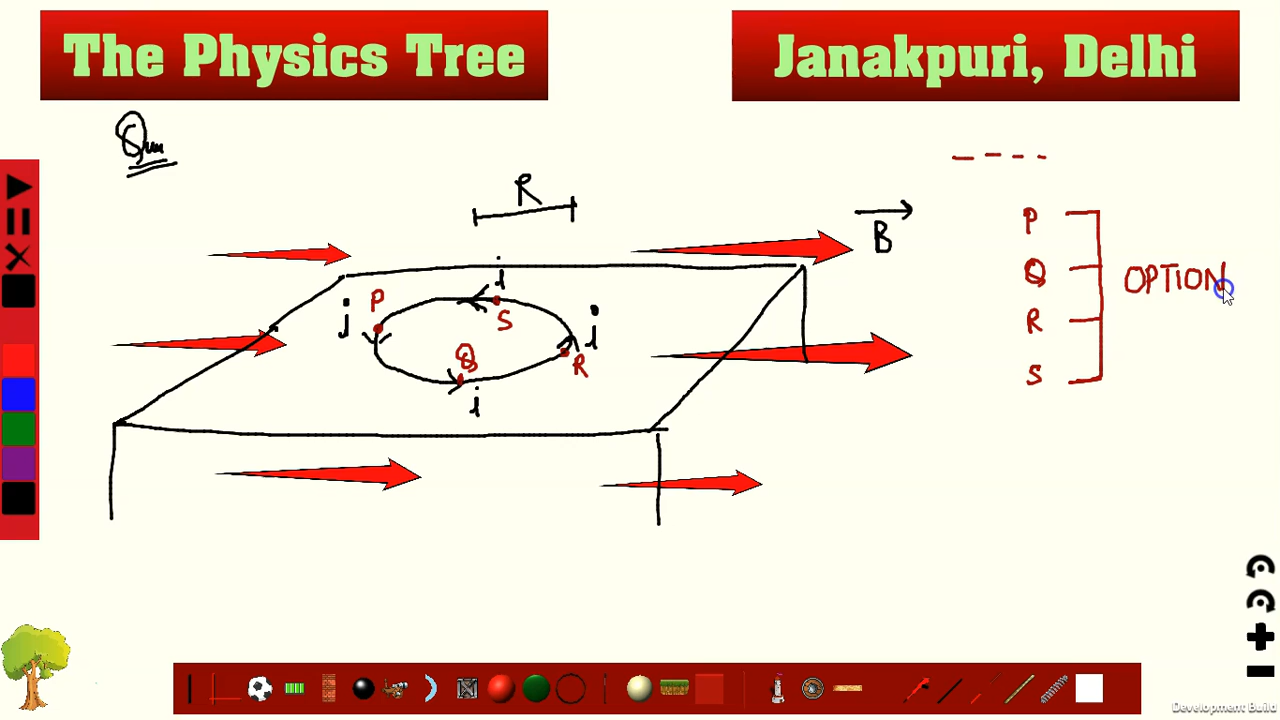 The Physics Tree
Janakpuri, Delhi
Qun
R
B
i
P
i
S
i
Q
R
i
P
Q
R
S
OPTION
Development Build